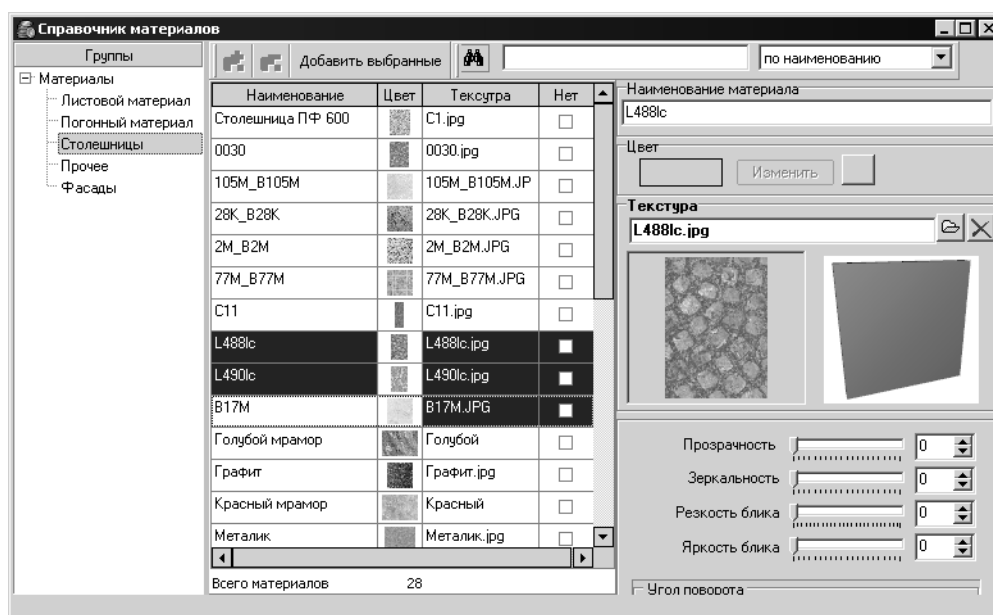 Справочник материалов
Группы
Материалы
Листовой материал
Погонный материал
Столешницы
Прочее
Фасады
Добавить выбранные
по наименованию
Наименование Цвет Текстура Нет
Столешница ПФ 600 C1.jpg
0030 0030.jpg
105M_B105M 105M_B105M.JP
28K_B28K 28K_B28K.JPG
2M_B2M 2M_B2M.JPG
77M_B77M 77M_B77M.JPG
C11 C11.jpg
L488lc L488lc.jpg
L490lc L490lc.jpg
B17M B17M.JPG
Голубой мрамор Голубой
Графит Графит.jpg
Красный мрамор Красный
Металик Металик.jpg
Всего материалов 28
Наименование материала
L488lc
Цвет
Изменить
Текстура
L488lc.jpg
Прозрачность 0
Зеркальность 0
Резкость блика 0
Яркость блика 0
Угол поворота